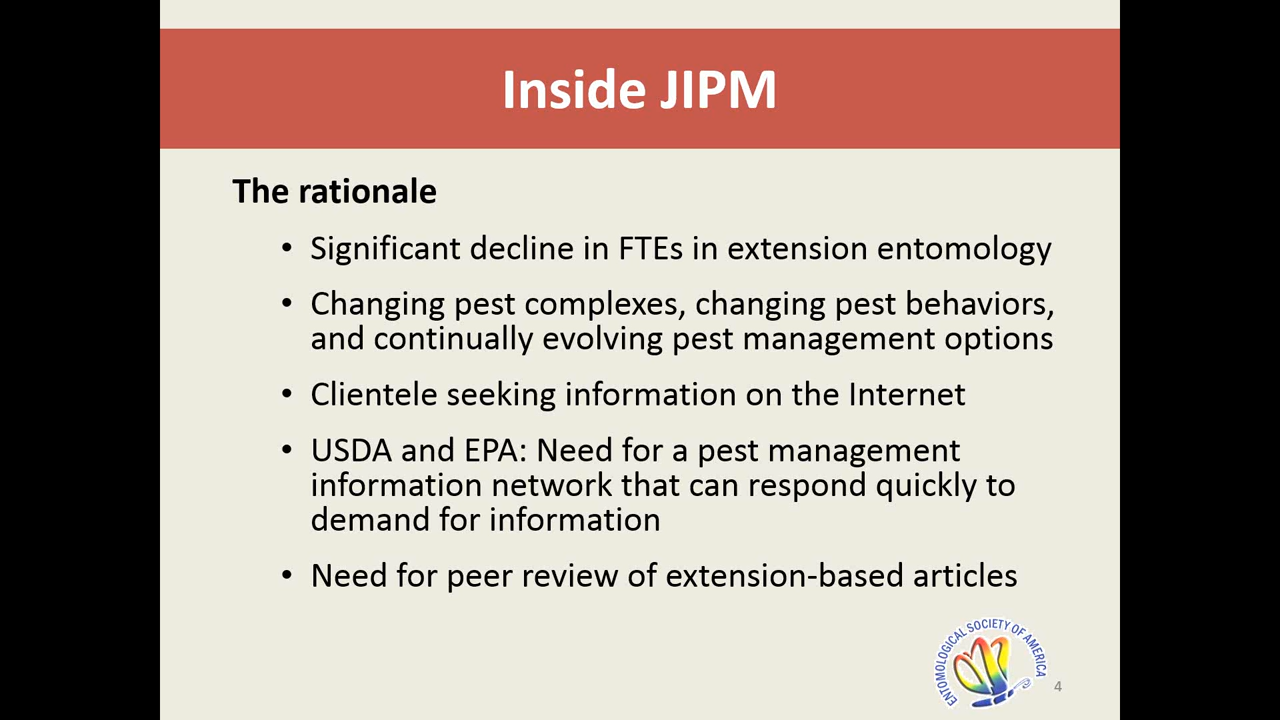 Inside JIPM
The rationale
• Significant decline in FTEs in extension entomology
• Changing pest complexes, changing pest behaviors,
and continually evolving pest management options
• Clientele seeking information on the Internet
• USDA and EPA: Need for a pest management
information network that can respond quickly to
demand for information
• Need for peer review of extension-based articles
ENTOMOLOGICAL SOCIETY OF AMERICA
4